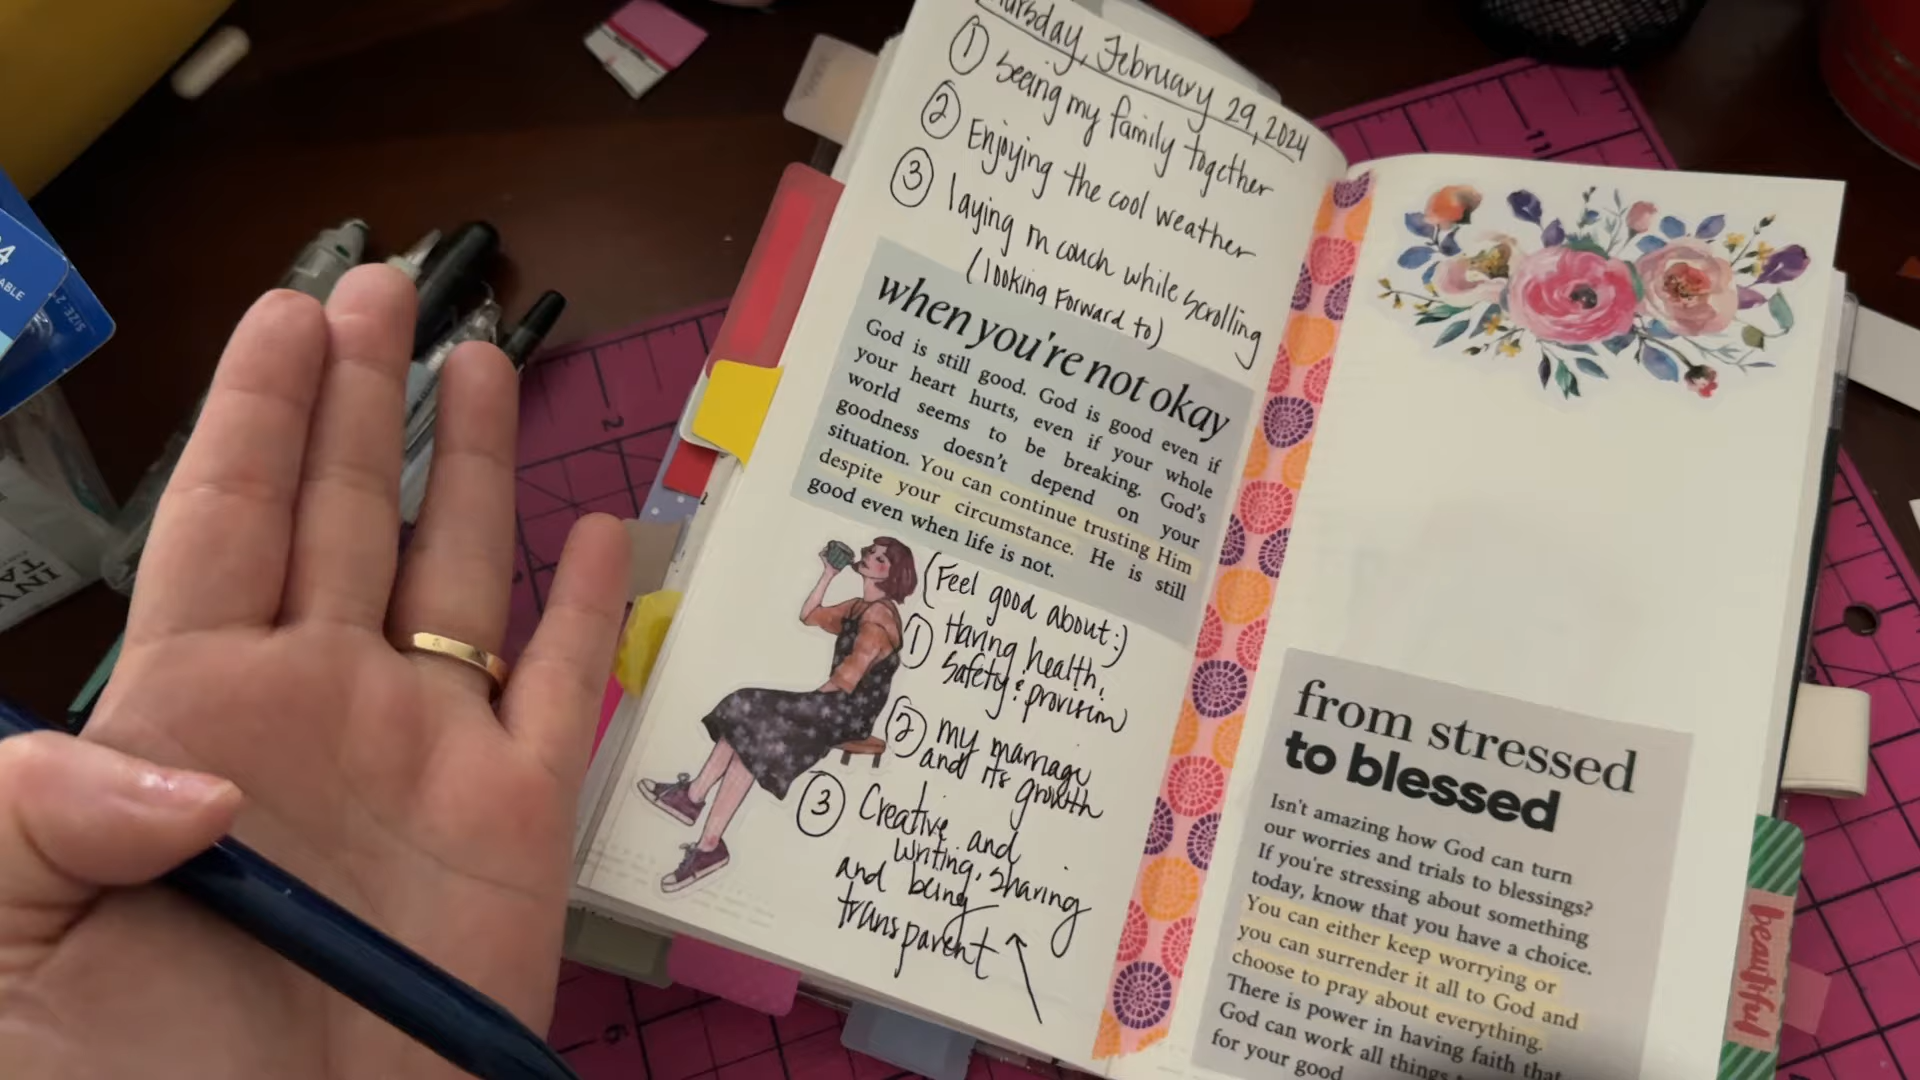 Thursday, February 29, 2024
① Seeing my family together
② Enjoying the cool weather
③ laying on couch while scrolling
(looking forward to)
when you're not okay
God is still good. God is good even if
your heart hurts, even if your whole
world seems to be breaking. God's
goodness doesn't depend on your
situation. You can continue trusting Him
despite your circumstance. He is still
good even when life is not.
(Feel good about:)
① Having health,
safety & provision
② my marriage
and its growth
③ Creative and
writing, sharing
and being
transparent
from stressed
to blessed
Isn't amazing how God can turn
our worries and trials to blessings?
If you're stressing about something
today, know that you have a choice.
You can either keep worrying or
you can surrender it all to God and
choose to pray about everything.
There is power in having faith that
God can work all things
for your good
beautiful
2
SIZE